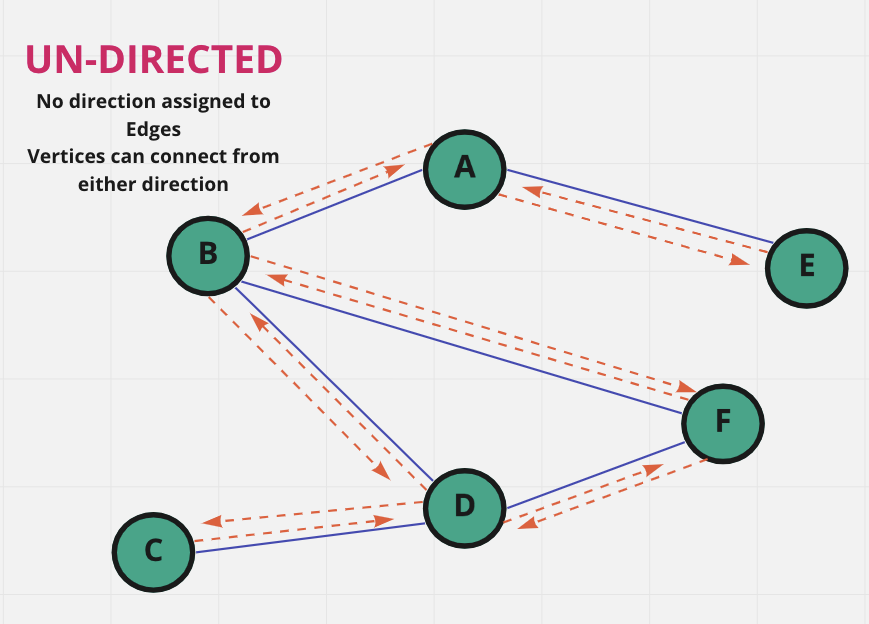 UN-DIRECTED
No direction assigned to
Edges
Vertices can connect from
either direction
A
B
E
F
D
C